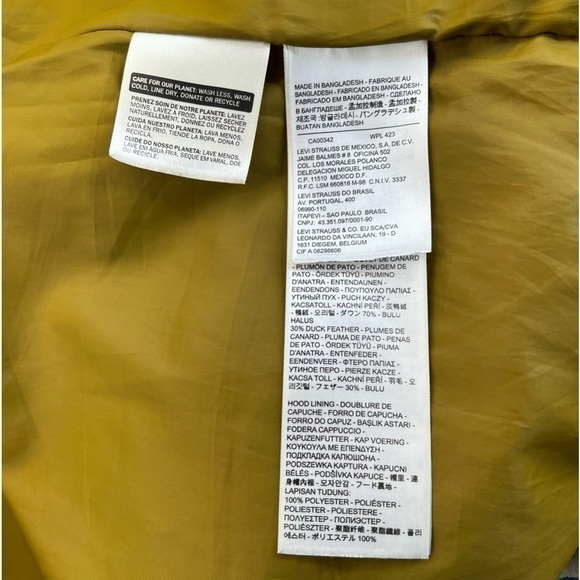 CARE FOR OUR PLANET: WASH LESS, WASH
COLD, LINE DRY, DONATE OR RECYCLE
PRENEZ SOIN DE NOTRE PLANETE: LAVEZ
MOINS, LAVEZ A FROID, LAISSEZ SÉCHER
NATURELLEMENT, DONNEZ OU RECYCLEZ
CUIDA NUESTRO PLANETA: LAVA MENOS,
LAVA EN FRIA, TIENDE LA ROPA, DONA O
RECICLA.
CUIDE DO NOSSO PLANETA: LAVE MENOS,
LAVE EM ÁGUA FRIA, SEQUE EM VARAL, DOE
OU RECICLE.
MADE IN BANGLADESH - FABRIQUE AU
BANGLADESH - FABRICADO EN BANGLADESH -
FABRICADO EM BANGLADESH - СДЕЛАНО
В БАНГЛАДЕШЕ - 孟加拉制造 - 孟加拉製 -
제조국 :방글라데시 - バングラデシュ製 -
BUATAN BANGLADESH
CA00342 WPL 423
LEVI STRAUSS DE MEXICO, S.A. DE C.V.
JAIME BALMES # 8 OFICINA 502
COL. LOS MORALES POLANCO
DELEGACION MIGUEL HIDALGO
C.P. 11510 MEXICO D.F.
R.F.C. LSM 660818 M-98 C.N.I.V. 3337
LEVI STRAUSS DO BRASIL
AV. PORTUGAL, 400
06990-110
ITAPEVI – SAO PAULO BRASIL
CNPJ: 43.351.097/0001-90
LEVI STRAUSS & CO. EU SCA/CVA
LEONARDO DA VINCILAAN, 19 - D
1831 DIEGEM, BELGIUM
CIF A 08298606
DUVET DE CANARD
- PLUMÓN DE PATO - PENUGEM DE
PATO - ÖRDEK TÜYÜ - PIUMINO
D'ANATRA - ENTENDAUNEN -
EENDENDONS - ΠΟΥΠΟΥΛΟ ΠΑΠΙΑΣ -
УТИНЫЙ ПУХ - PUCH KACZY -
KACSATOLL - KACHNÍ PEŘÍ - 灰鸭绒
- 鴨絨 - 오리털 - ダウン 70% - BULU
HALUS
30% DUCK FEATHER - PLUMES DE
CANARD - PLUMA DE PATO - PENAS
DE PATO - ÖRDEK TÜYÜ - PIUMA
D'ANATRA - ENTENFEDER -
EENDENVEER - ΦΤΕΡΟ ΠΑΠΙΑΣ -
УТИНОЕ ПЕРО - PIERZE KACZE -
KACSA TOLL - KACHNÍ PEŘÍ - 羽毛 - 오
리깃털 - フェザー 30% - BULU
HOOD LINING - DOUBLURE DE
CAPUCHE - FORRO DE CAPUCHA -
FORRO DO CAPUZ - BAŞLIK ASTARI -
FODERA CAPPUCCIO -
KAPUZENFUTTER - KAP VOERING -
ΚΟΥΚΟΥΛΑ ΜΕ ΕΠΕΝΔΥΣΗ -
ПОДКЛАДКА КАПЮШОНА -
PODSZEWKA KAPTURA - KAPUCNI
BÉLÉS - PODŠÍVKA KAPUCE - 帽里 - 連
身帽內裡 - 모자안감 - フード裏地 -
LAPISAN TUDUNG:
100% POLYESTER - POLIÉSTER -
POLIESTER - POLIESTERE -
ΠΟΛΥΕΣΤΕΡ - ПОЛИЭСТЕР -
POLIÉSZTER - 聚酯纤维 - 聚酯纖維 - 폴리
에스터 - ポリエステル 100%